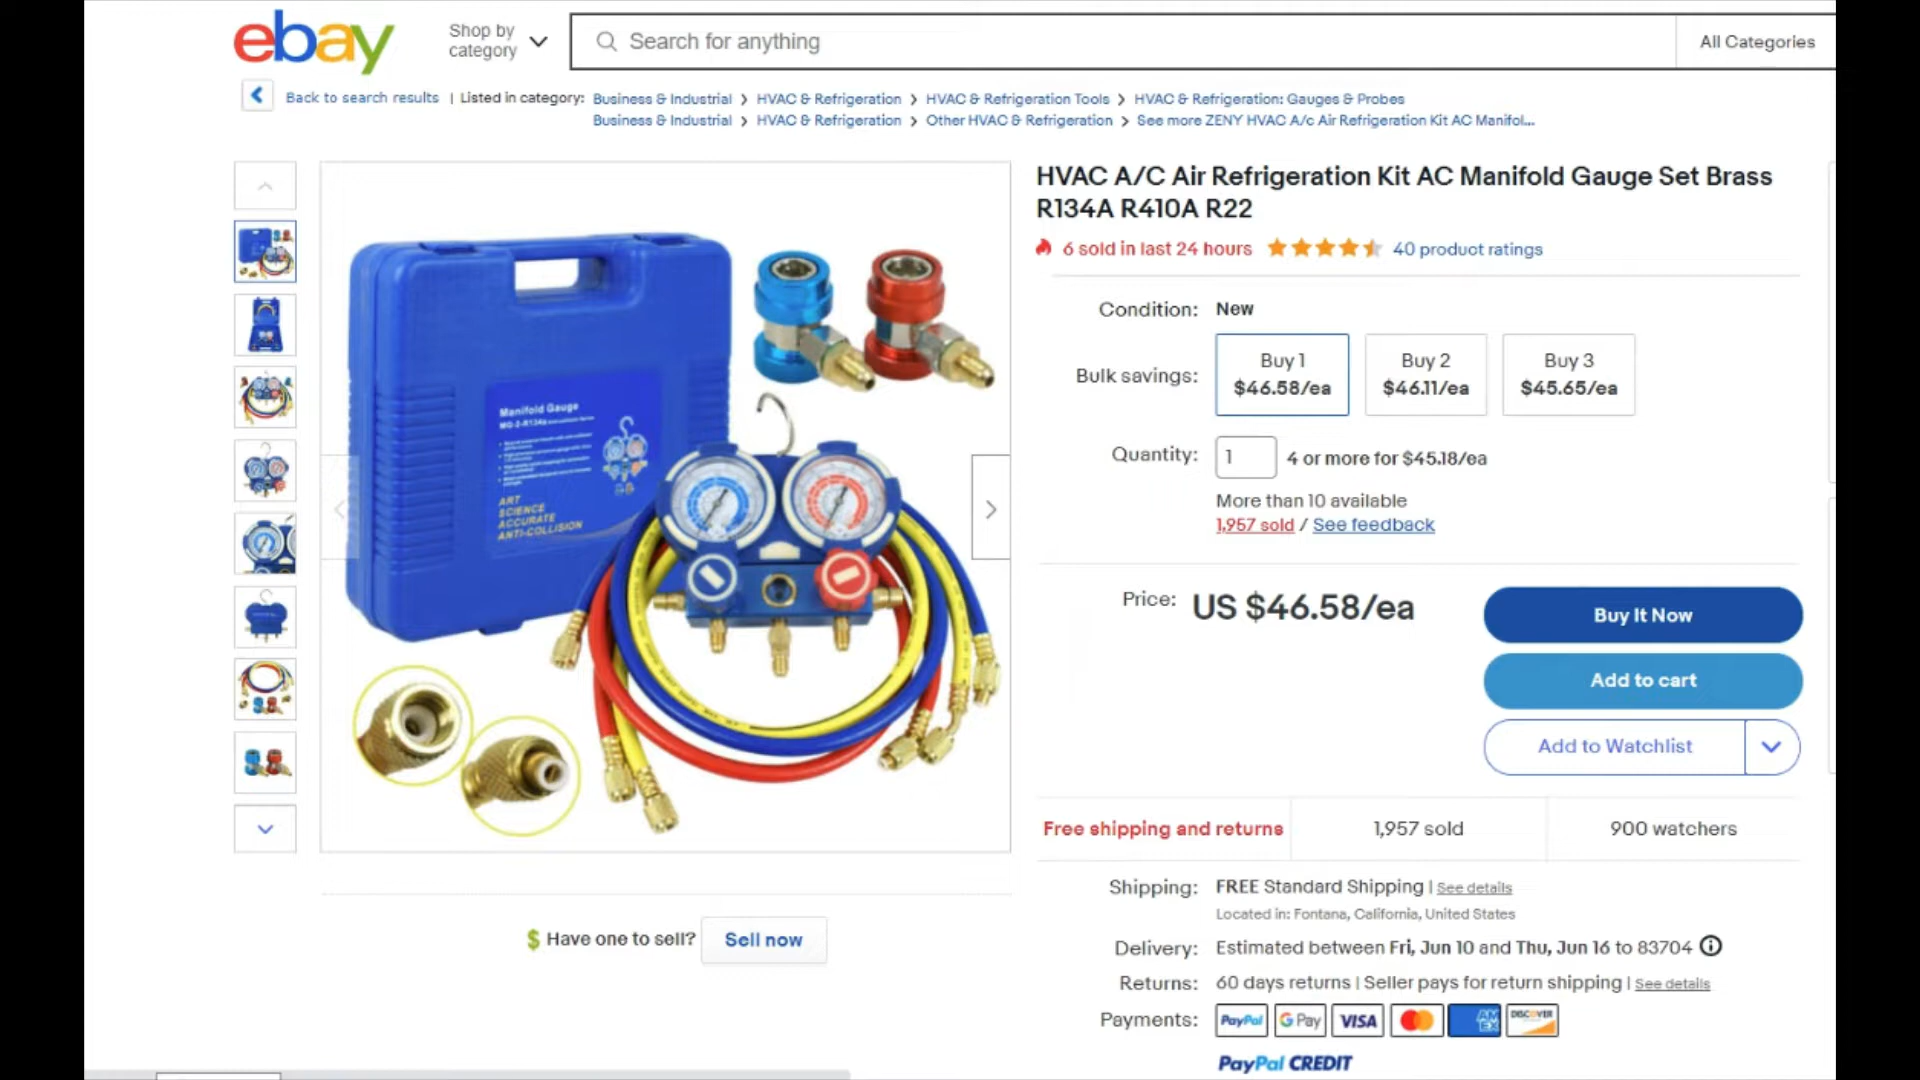 ebay
Shop by
category
Search for anything
All Categories
Back to search results | Listed in category: Business & Industrial > HVAC & Refrigeration > HVAC & Refrigeration Tools > HVAC & Refrigeration: Gauges & Probes
Business & Industrial > HVAC & Refrigeration > Other HVAC & Refrigeration > See more ZENY HVAC A/c Air Refrigeration Kit AC Manifol...
HVAC A/C Air Refrigeration Kit AC Manifold Gauge Set Brass
R134A R410A R22
6 sold in last 24 hours
40 product ratings
Condition: New
Bulk savings:
Buy 1
$46.58/ea
Buy 2
$46.11/ea
Buy 3
$45.65/ea
Quantity: 1 4 or more for $45.18/ea
More than 10 available
1,957 sold / See feedback
Price: US $46.58/ea
Buy It Now
Add to cart
Add to Watchlist
Free shipping and returns
1,957 sold
900 watchers
Shipping: FREE Standard Shipping | See details
Located in: Fontana, California, United States
Delivery: Estimated between Fri, Jun 10 and Thu, Jun 16 to 83704
Returns: 60 days returns | Seller pays for return shipping | See details
Payments: PayPal G Pay VISA AMEX DISCOVER
PayPal CREDIT
Manifold Gauge
MG-2-R134a
ART
SCIENCE
ACCURATE
ANTI-COLLISION
$ Have one to sell? Sell now